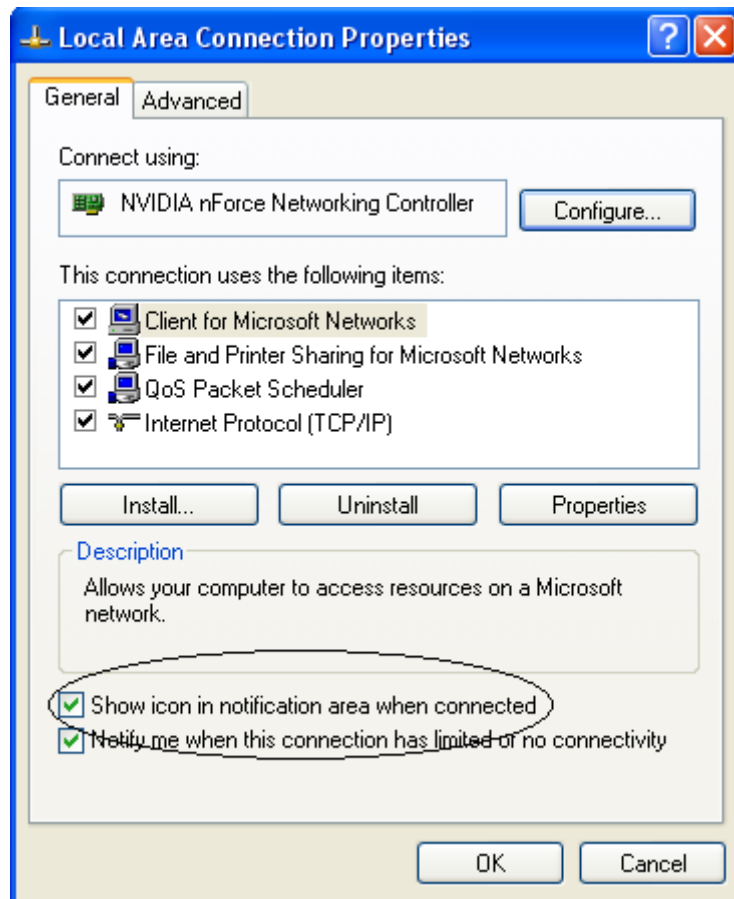 Local Area Connection Properties
General Advanced
Connect using:
NVIDIA nForce Networking Controller
Configure...
This connection uses the following items:
Client for Microsoft Networks
File and Printer Sharing for Microsoft Networks
QoS Packet Scheduler
Internet Protocol (TCP/IP)
Install... Uninstall Properties
Description
Allows your computer to access resources on a Microsoft
network.
Show icon in notification area when connected
Notify me when this connection has limited or no connectivity
OK Cancel